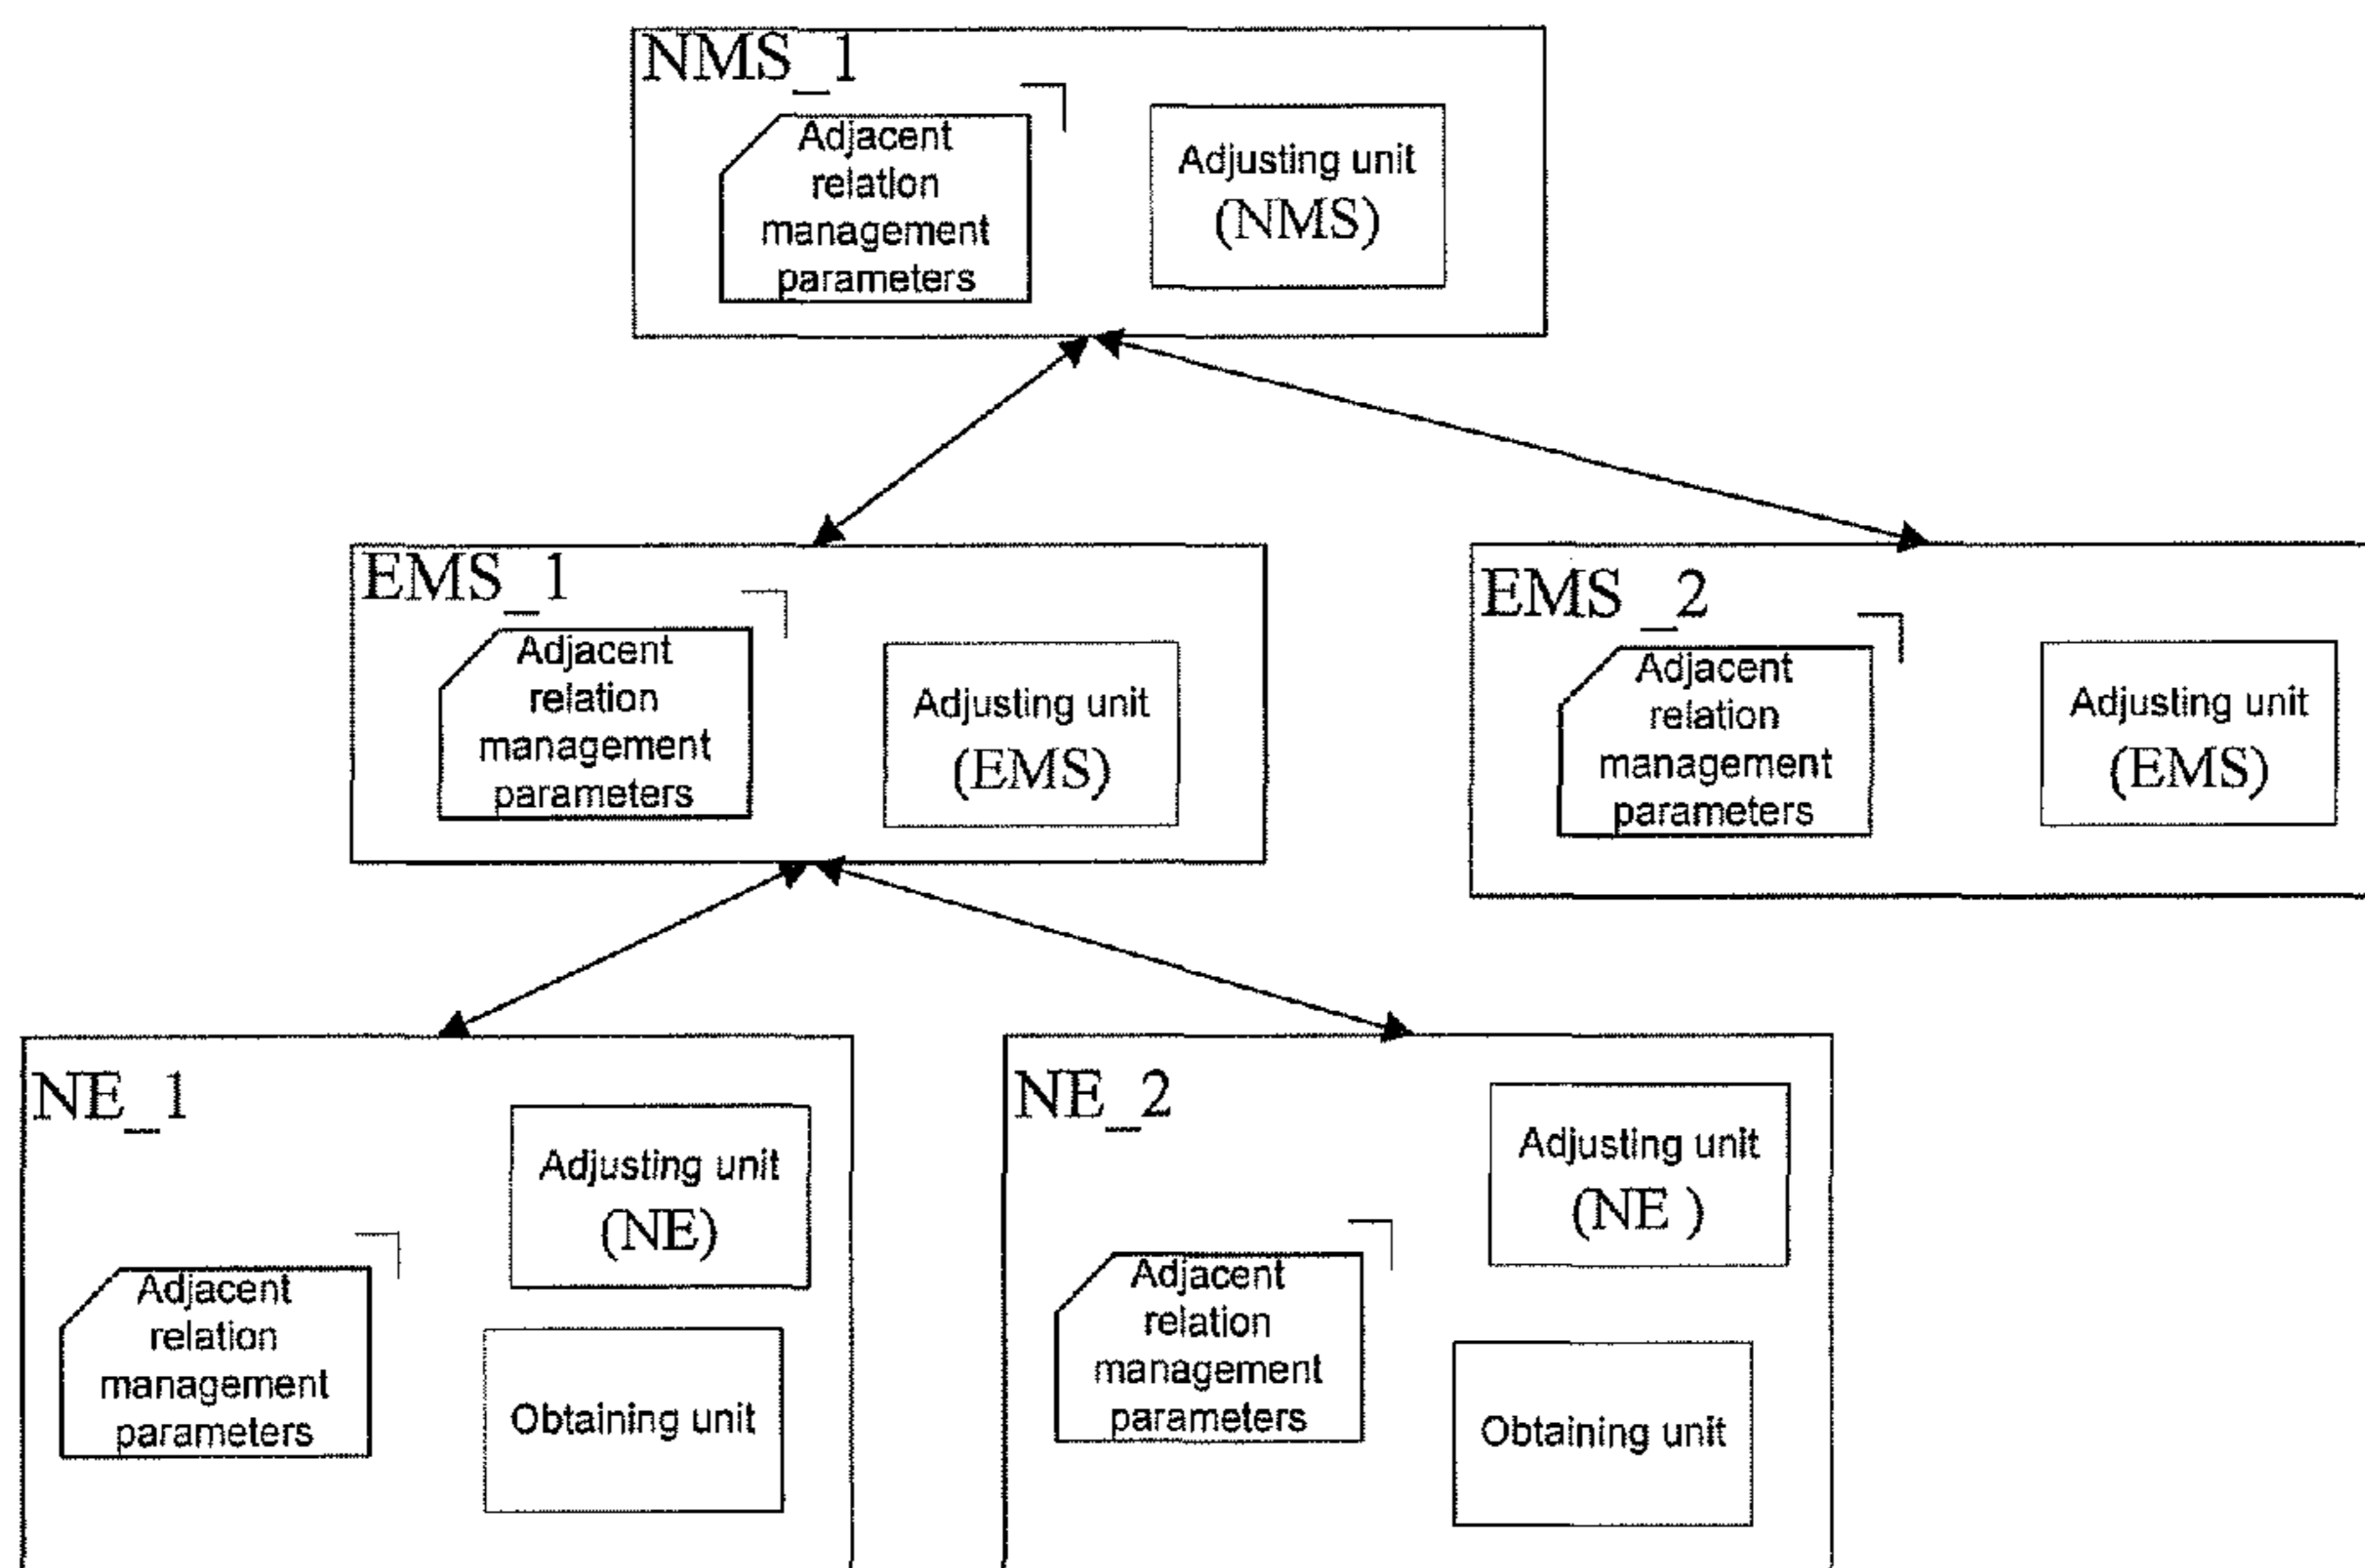 NMS_1
Adjacent
relation
management
parameters
Adjusting unit
(NMS)
EMS_1
Adjacent
relation
management
parameters
Adjusting unit
(EMS)
EMS _2
Adjacent
relation
management
parameters
Adjusting unit
(EMS)
NE_1
Adjusting unit
(NE)
Adjacent
relation
management
parameters
Obtaining unit
NE_2
Adjusting unit
(NE )
Adjacent
relation
management
parameters
Obtaining unit